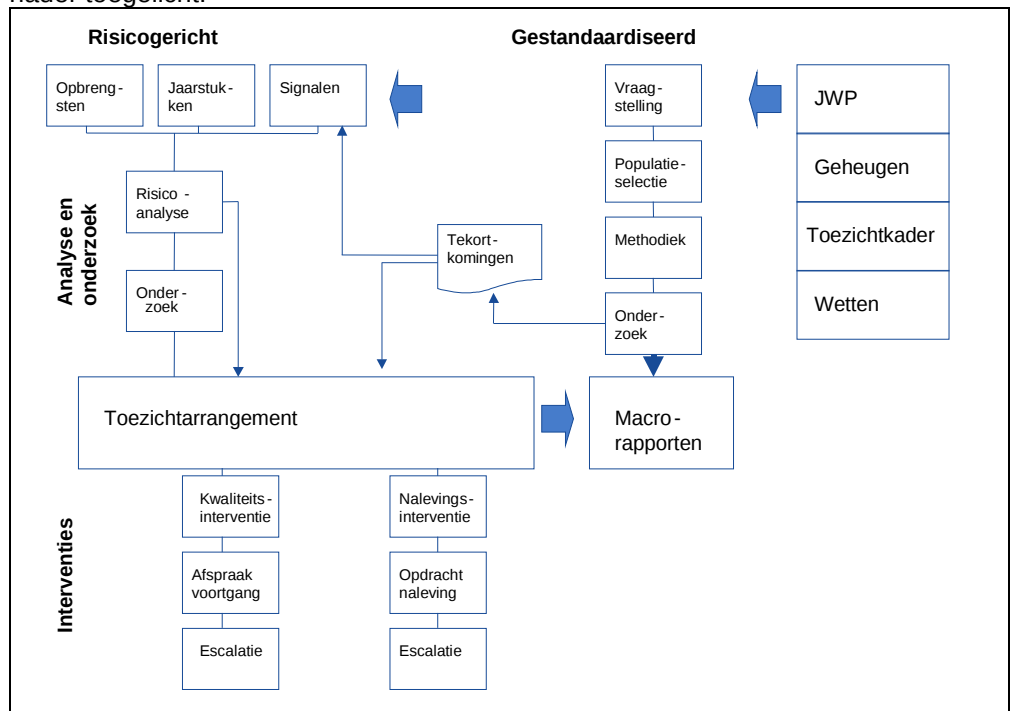 Risicogericht
Gestandaardiseerd
Opbreng-
sten
Jaarstuk-
ken
Signalen
Vraag-
stelling
JWP
Populatie-
selectie
Geheugen
Analyse en
onderzoek
Risico -
analyse
Tekort-
komingen
Methodiek
Toezichtkader
Onder -
zoek
Onder -
zoek
Wetten
Toezichtarrangement
Macro -
rapporten
Interventies
Kwaliteits -
interventie
Nalevings-
interventie
Afspraak
voortgang
Opdracht
naleving
Escalatie
Escalatie